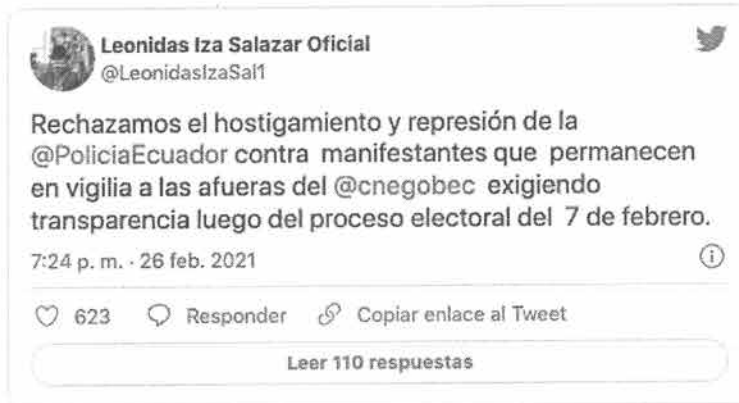 Leonidas Iza Salazar Oficial
@LeonidasIzaSal1
Rechazamos el hostigamiento y represión de la
@PoliciaEcuador contra manifestantes que permanecen
en vigilia a las afueras del @cnegobec exigiendo
transparencia luego del proceso electoral del 7 de febrero.
7:24 p. m. · 26 feb. 2021
623 Responder Copiar enlace al Tweet
Leer 110 respuestas